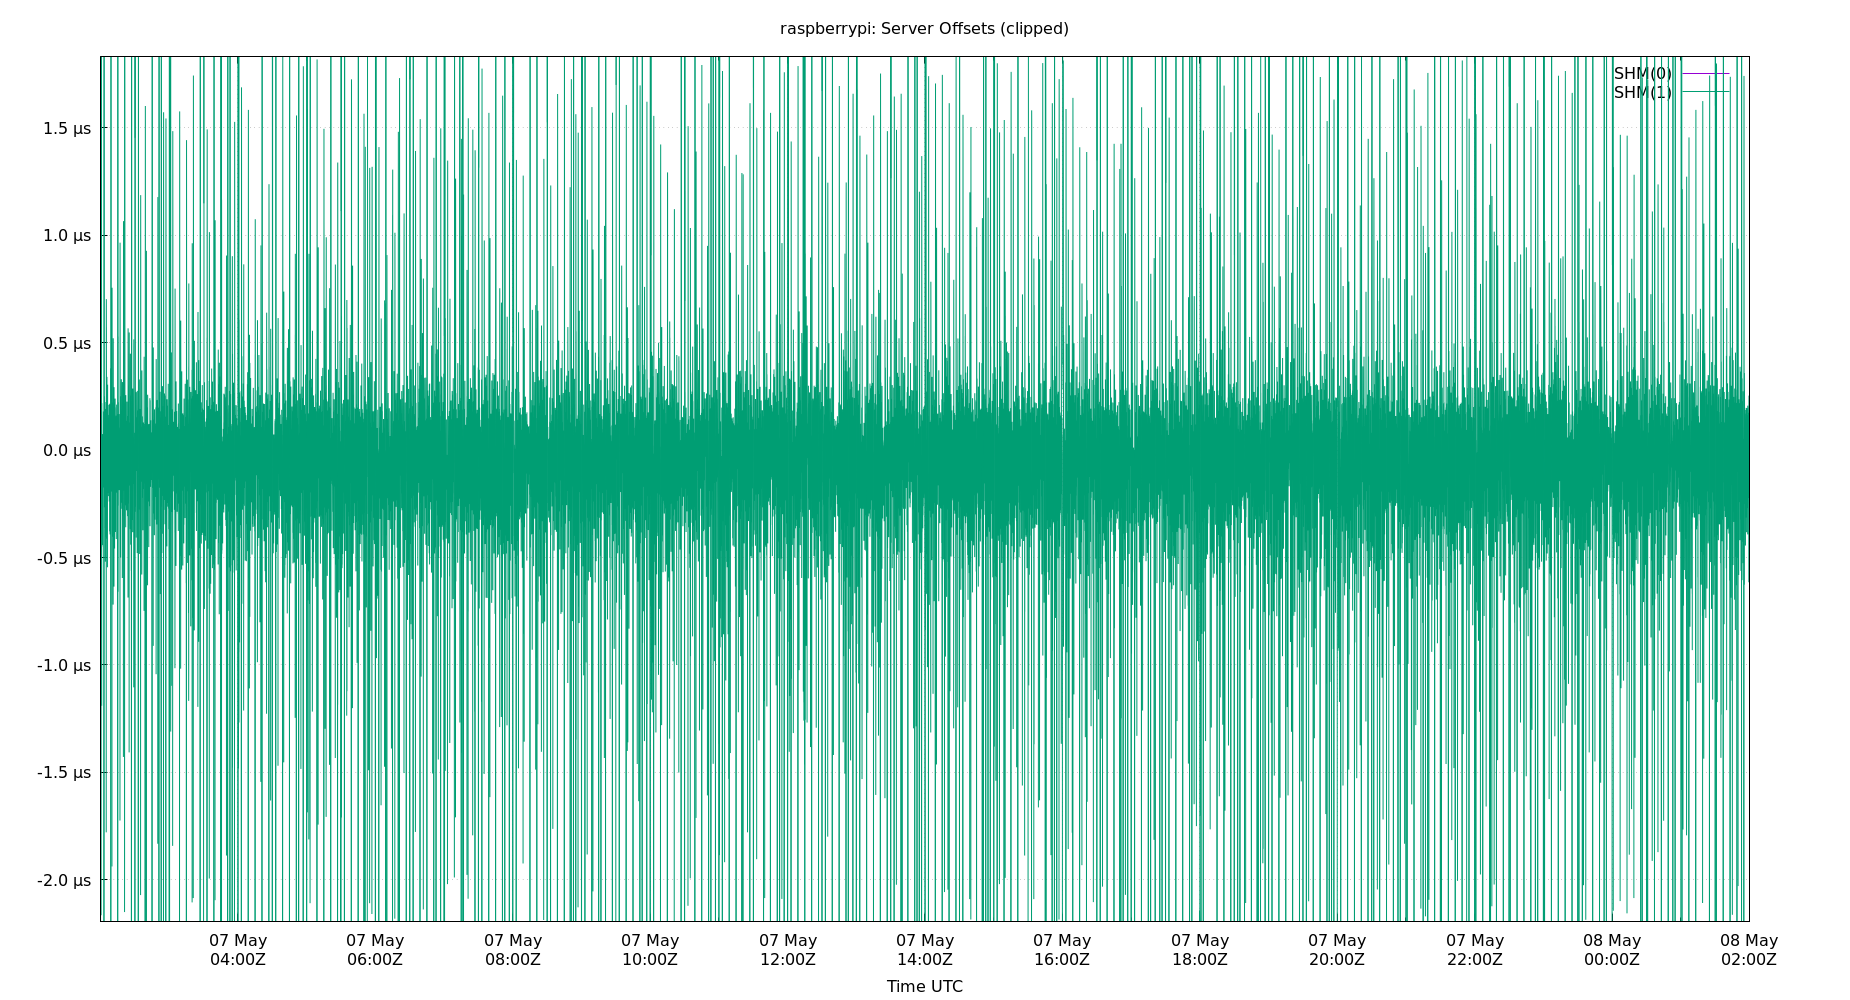 raspberrypi: Server Offsets (clipped)
SHM(0)
SHM(1)
1.5 µs
1.0 µs
0.5 µs
0.0 µs
-0.5 µs
-1.0 µs
-1.5 µs
-2.0 µs
07 May 07 May 07 May 07 May 07 May 07 May 07 May 07 May 07 May 07 May 08 May 08 May
04:00Z 06:00Z 08:00Z 10:00Z 12:00Z 14:00Z 16:00Z 18:00Z 20:00Z 22:00Z 00:00Z 02:00Z
Time UTC